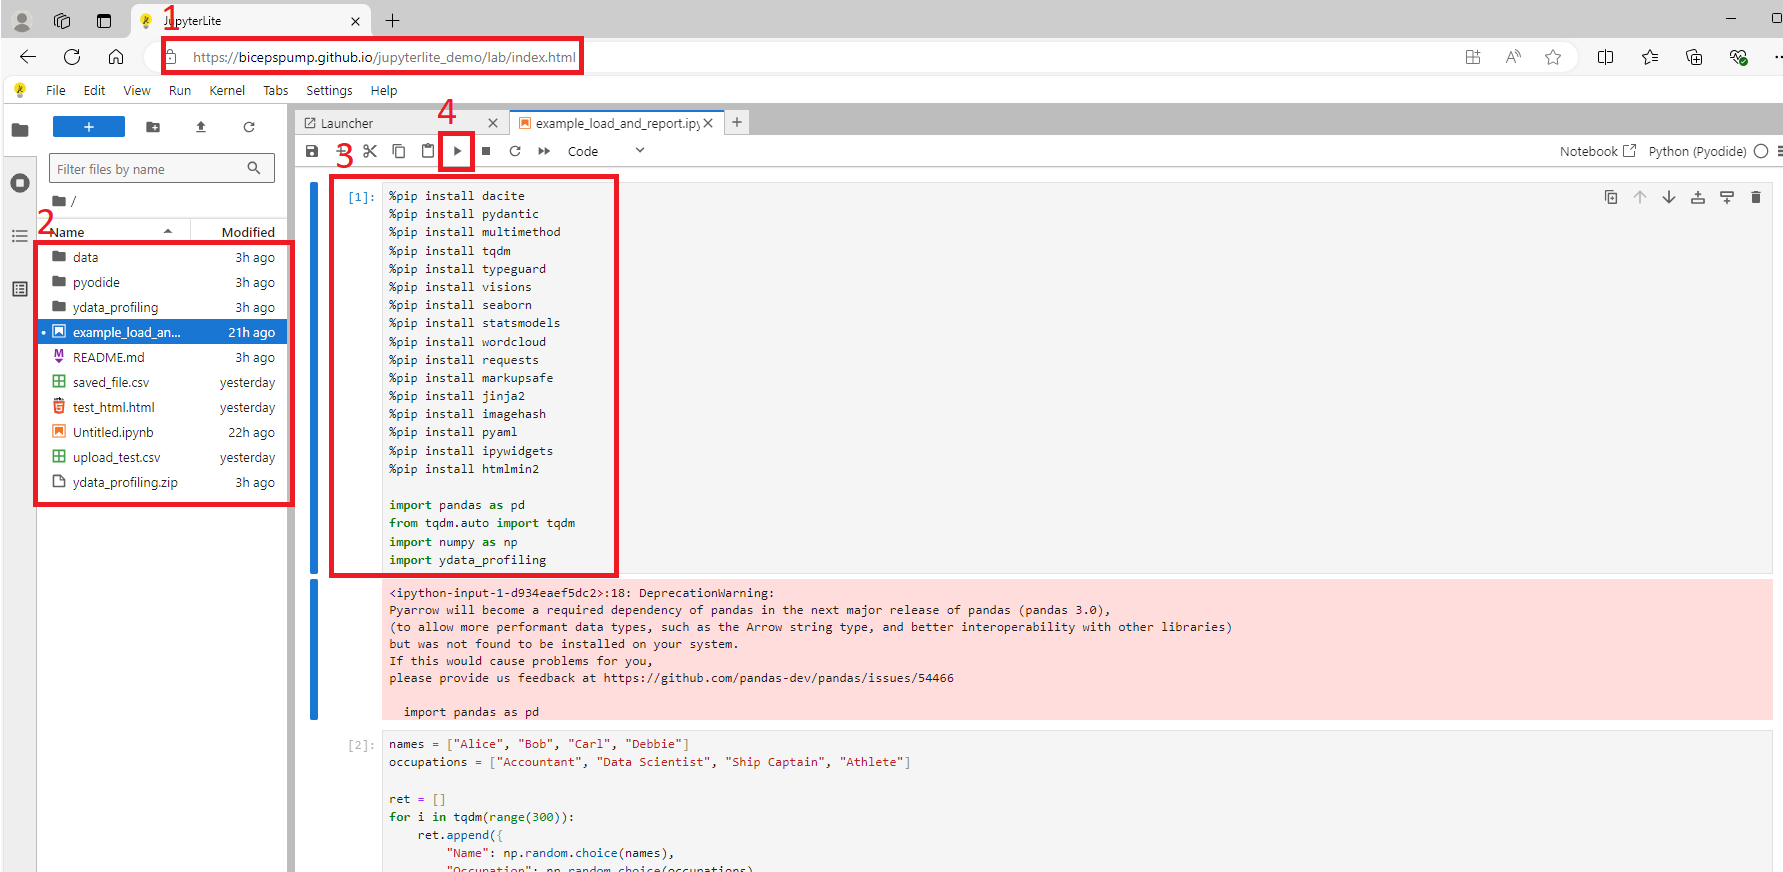 JupyterLite
1
https://bicepspump.github.io/jupyterlite_demo/lab/index.html
File Edit View Run Kernel Tabs Settings Help
4
Launcher
example_load_and_report.ipy
3
Code
Notebook
Python (Pyodide)
Filter files by name
/
2
Name Modified
data 3h ago
pyodide 3h ago
ydata_profiling 3h ago
example_load_an... 21h ago
README.md 3h ago
saved_file.csv yesterday
test_html.html yesterday
Untitled.ipynb 22h ago
upload_test.csv yesterday
ydata_profiling.zip 3h ago
[1]: %pip install dacite
%pip install pydantic
%pip install multimethod
%pip install tqdm
%pip install typeguard
%pip install visions
%pip install seaborn
%pip install statsmodels
%pip install wordcloud
%pip install requests
%pip install markupsafe
%pip install jinja2
%pip install imagehash
%pip install pyaml
%pip install ipywidgets
%pip install htmlmin2
import pandas as pd
from tqdm.auto import tqdm
import numpy as np
import ydata_profiling
<ipython-input-1-d934eaef5dc2>:18: DeprecationWarning:
Pyarrow will become a required dependency of pandas in the next major release of pandas (pandas 3.0),
(to allow more performant data types, such as the Arrow string type, and better interoperability with other libraries)
but was not found to be installed on your system.
If this would cause problems for you,
please provide us feedback at https://github.com/pandas-dev/pandas/issues/54466
import pandas as pd
[2]: names = ["Alice", "Bob", "Carl", "Debbie"]
occupations = ["Accountant", "Data Scientist", "Ship Captain", "Athlete"]
ret = []
for i in tqdm(range(300)):
ret.append({
"Name": np.random.choice(names),
"Occupation": np.random.choice(occupations)